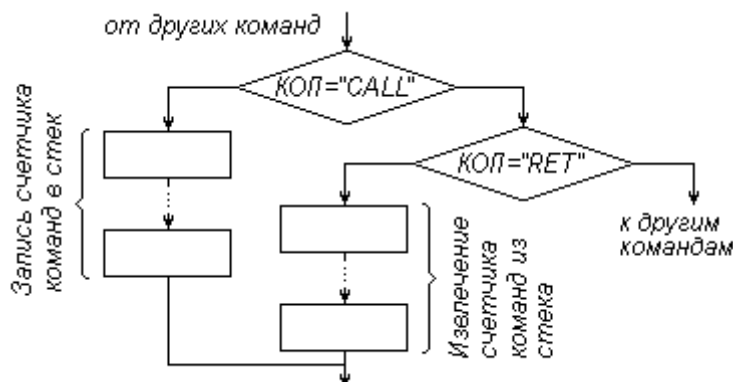 от других команд
КОП="CALL"
КОП="RET"
Запись счетчика
команд в стек
к другим
командам
Извлечение
счетчика
команд из
стека